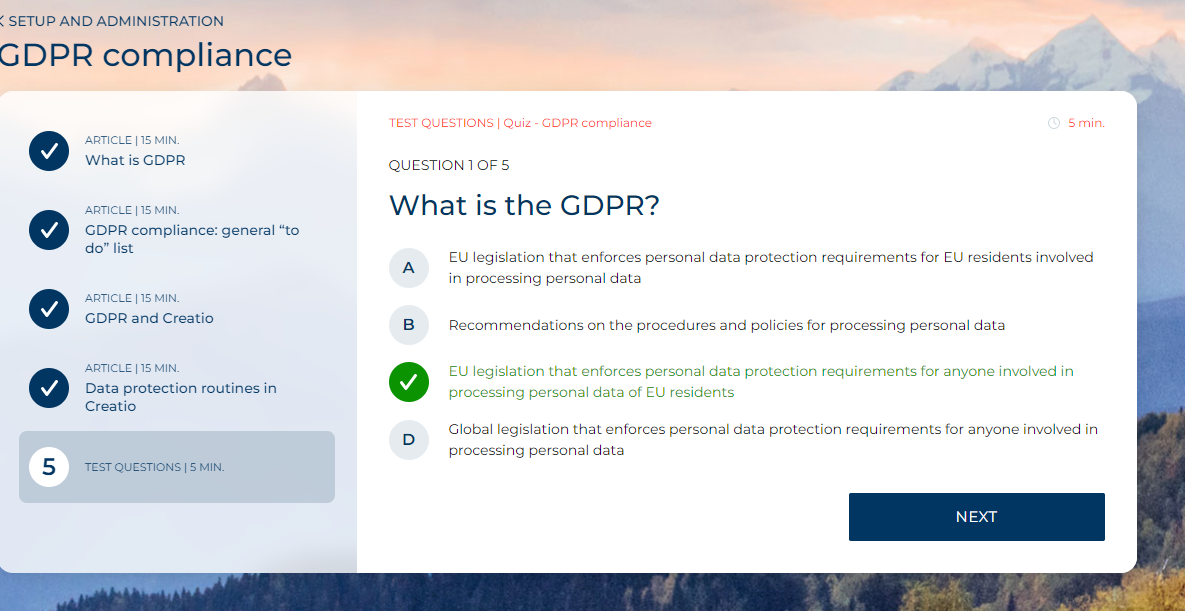 SETUP AND ADMINISTRATION
GDPR compliance
ARTICLE | 15 MIN.
What is GDPR
ARTICLE | 15 MIN.
GDPR compliance: general “to
do” list
ARTICLE | 15 MIN.
GDPR and Creatio
ARTICLE | 15 MIN.
Data protection routines in
Creatio
5
TEST QUESTIONS | 5 MIN.
TEST QUESTIONS | Quiz - GDPR compliance
5 min.
QUESTION 1 OF 5
What is the GDPR?
A
EU legislation that enforces personal data protection requirements for EU residents involved
in processing personal data
B
Recommendations on the procedures and policies for processing personal data
EU legislation that enforces personal data protection requirements for anyone involved in
processing personal data of EU residents
D
Global legislation that enforces personal data protection requirements for anyone involved in
processing personal data
NEXT